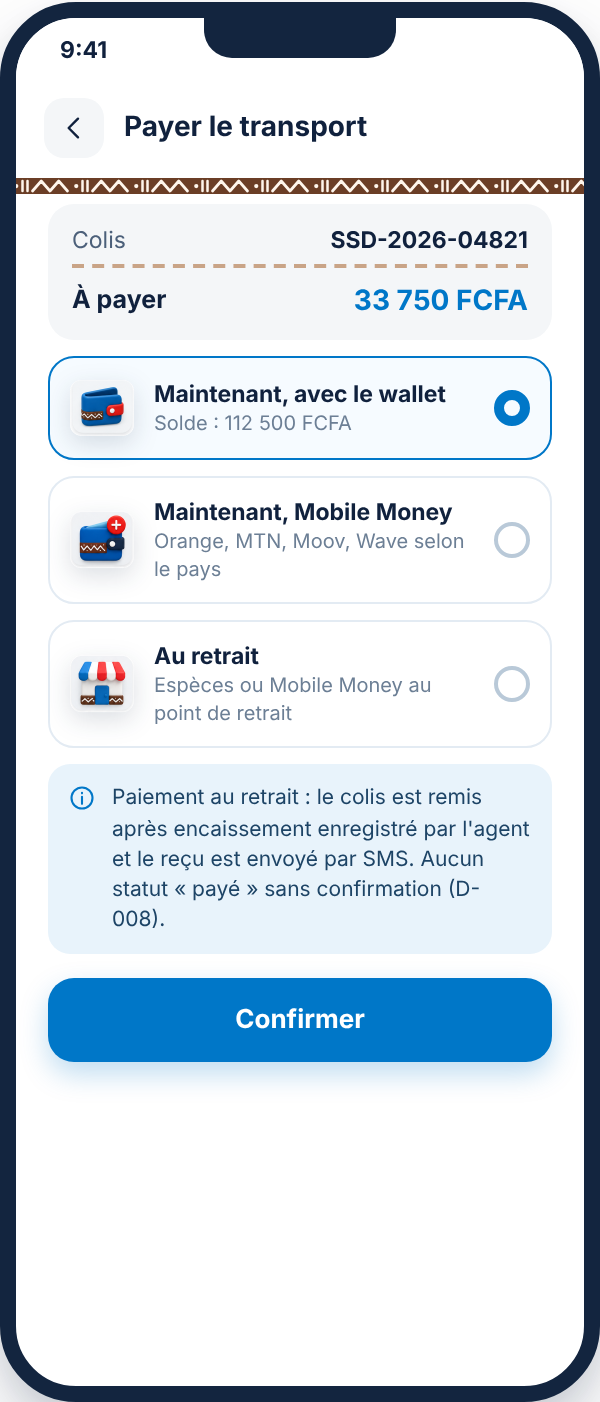 9:41
Payer le transport
Colis SSD-2026-04821
À payer 33 750 FCFA
Maintenant, avec le wallet
Solde : 112 500 FCFA
Maintenant, Mobile Money
Orange, MTN, Moov, Wave selon
le pays
Au retrait
Espèces ou Mobile Money au
point de retrait
Paiement au retrait : le colis est remis
après encaissement enregistré par l'agent
et le reçu est envoyé par SMS. Aucun
statut « payé » sans confirmation (D-
008).
Confirmer